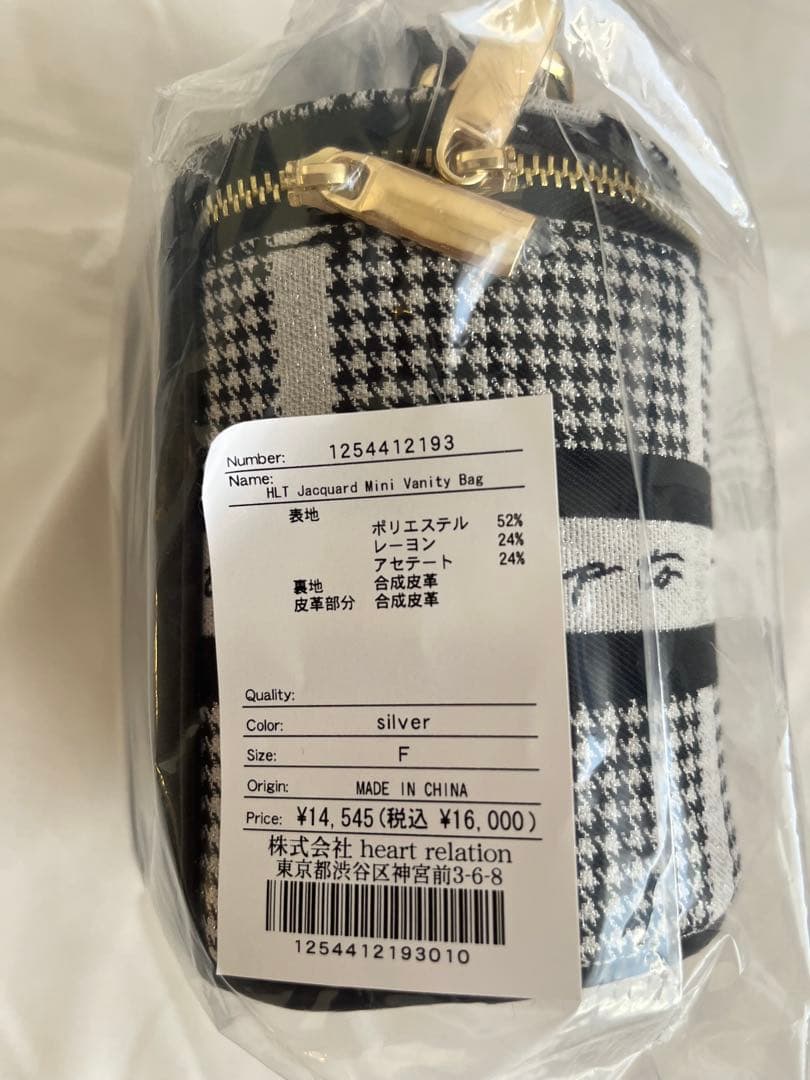 Number: 1254412193
Name: HLT Jacquard Mini Vanity Bag
表地
ポリエステル 52%
レーヨン 24%
アセテート 24%
裏地 合成皮革
皮革部分 合成皮革
Quality:
Color: silver
Size: F
Origin: MADE IN CHINA
Price: ¥14,545(税込 ¥16,000)
株式会社 heart relation
東京都渋谷区神宮前3-6-8
1254412193010